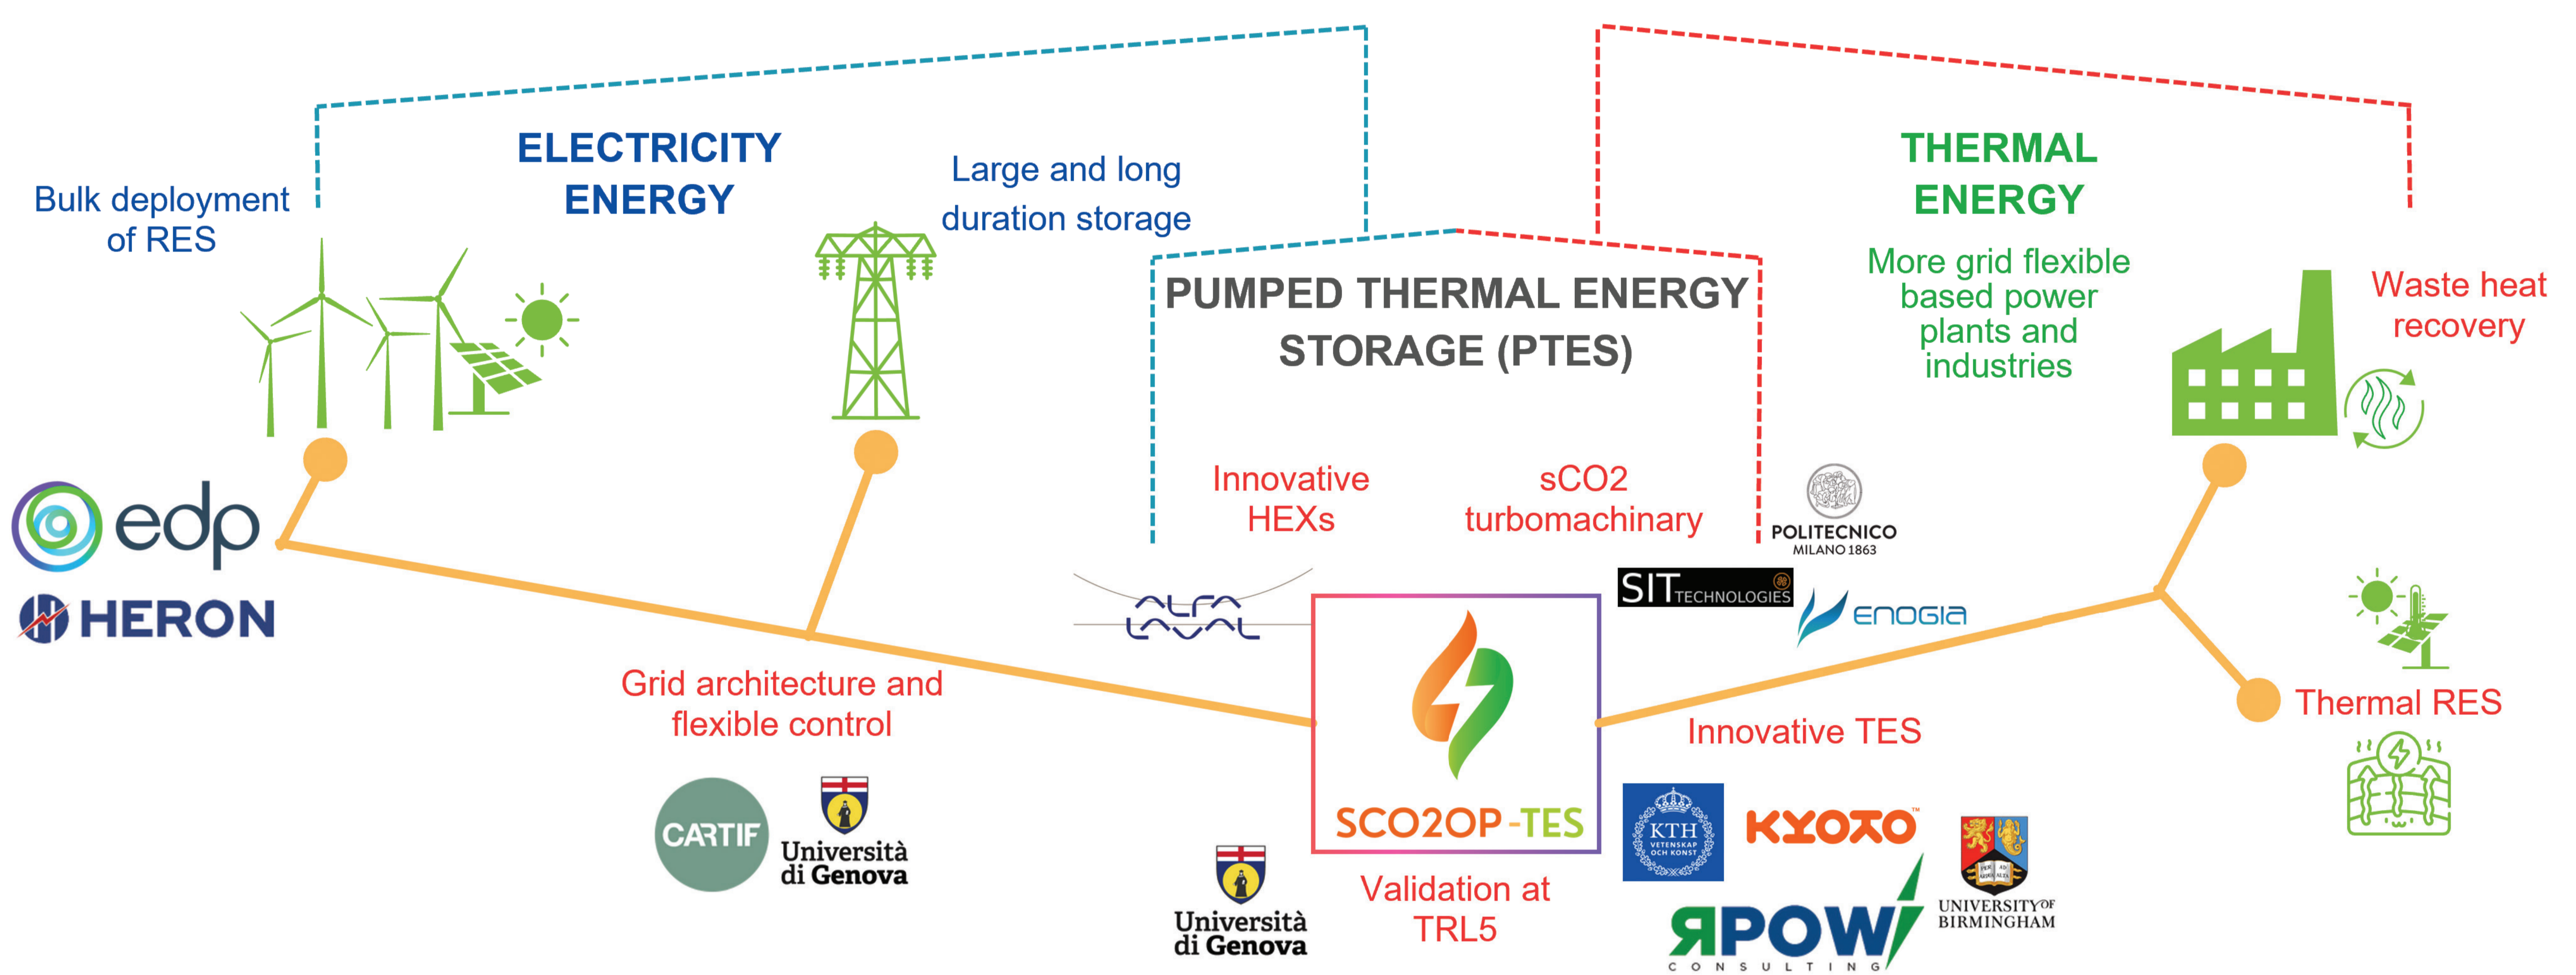 ELECTRICITY
ENERGY
Bulk deployment
of RES
Large and long
duration storage
PUMPED THERMAL ENERGY
STORAGE (PTES)
THERMAL
ENERGY
More grid flexible
based power
plants and
industries
Waste heat
recovery
edp
HERON
Innovative
HEXs
sCO2
turbomachinary
POLITECNICO
MILANO 1863
ALFA
LAVAL
SIT TECHNOLOGIES
ENOGIA
Grid architecture and
flexible control
CARTIF
Università
di Genova
SCO2OP-TES
Università
di Genova
Validation at
TRL5
Innovative TES
KTH
VETENSKAP
OCH KONST
KYOTO™
RPOW
CONSULTING
UNIVERSITY OF
BIRMINGHAM
Thermal RES